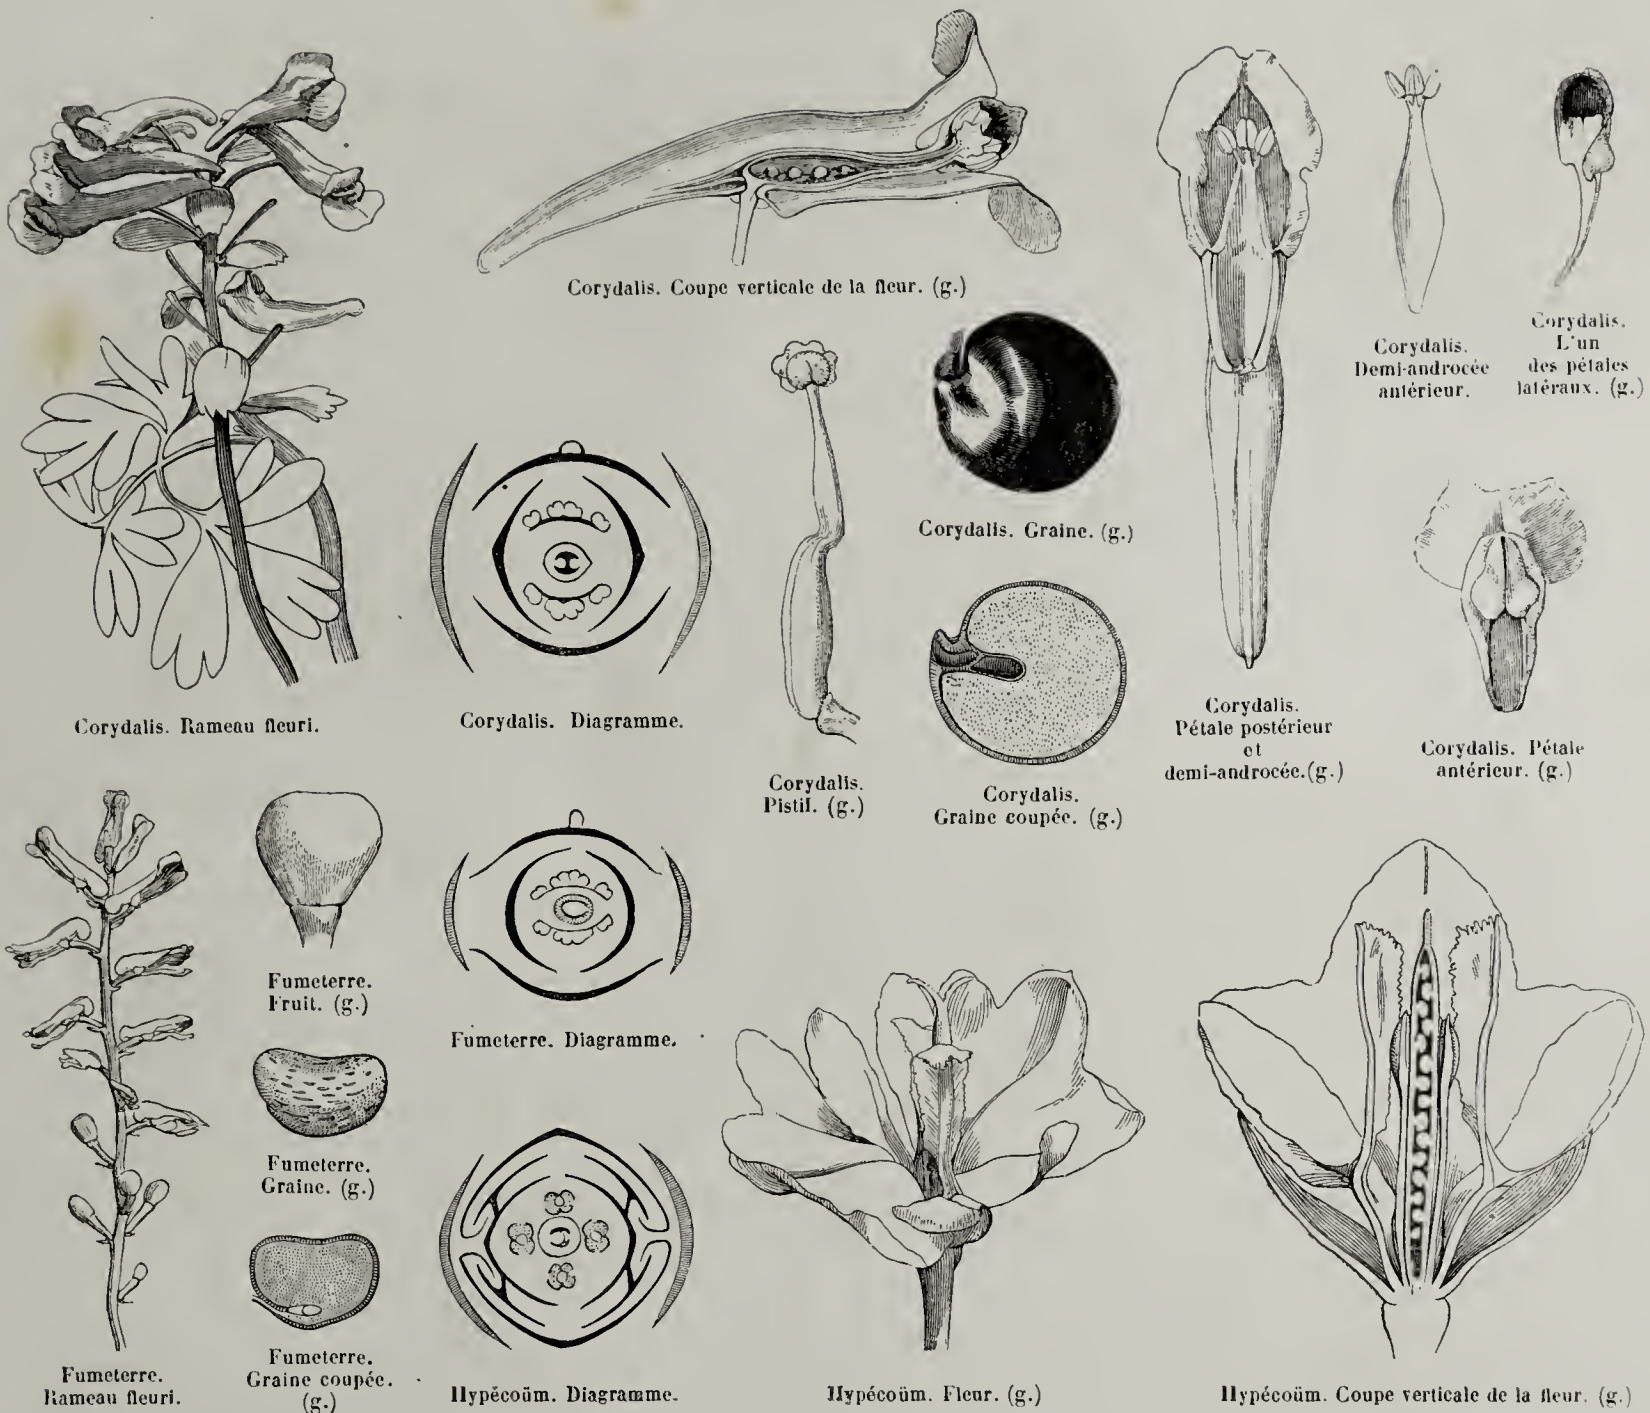 Corydalis. Coupe verticale de la fleur. (g.)
Corydalis.
Demi-androcée
antérieur.
Corydalis.
L'un
des pétales
latéraux. (g.)
Corydalis. Graine. (g.)
Corydalis. Rameau fleuri.
Corydalis. Diagramme.
Corydalis.
Pistil. (g.)
Corydalis.
Graine coupée. (g.)
Corydalis.
Pétale postérieur
et
demi-androcée.(g.)
Corydalis. Pétale
antérieur. (g.)
Fumeterre.
Fruit. (g.)
Fumeterre. Diagramme.
Fumeterre.
Graine. (g.)
Fumeterre.
Rameau fleuri.
Fumeterre.
Graine coupée.
(g.)
Hypécoüm. Diagramme.
Hypécoüm. Fleur. (g.)
Hypécoüm. Coupe verticale de la fleur. (g.)